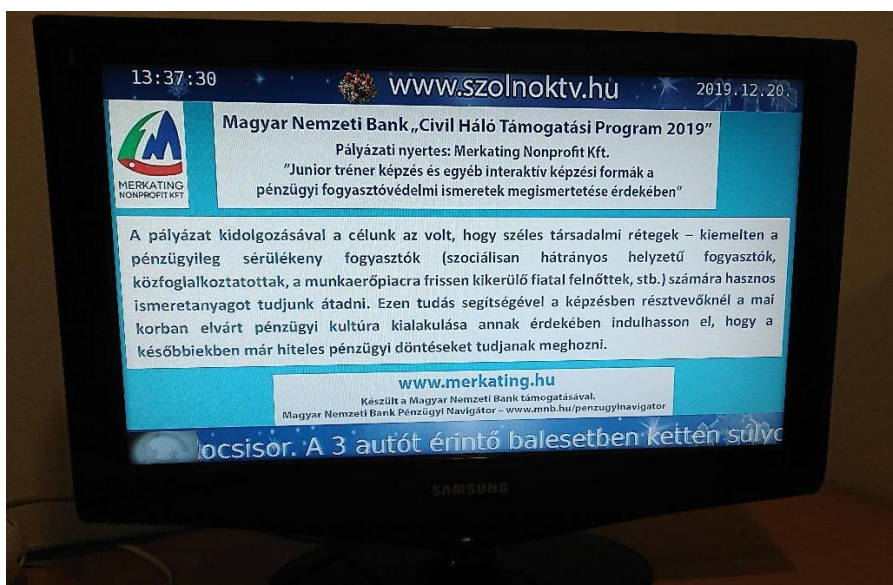 13:37:30
www.szolnoktv.hu
2019.12.20.
MERKATING
NONPROFIT KFT
Magyar Nemzeti Bank „Civil Háló Támogatási Program 2019”
Pályázati nyertes: Merkating Nonprofit Kft.
"Junior tréner képzés és egyéb interaktív képzési formák a
pénzügyi fogyasztóvédelmi ismeretek megismertetése érdekében"
A pályázat kidolgozásával a célunk az volt, hogy széles társadalmi rétegek – kiemelten a
pénzügyileg sérülékeny fogyasztók (szociálisan hátrányos helyzetű fogyasztók,
közfoglalkoztatottak, a munkaerőpiacra frissen kikerülő fiatal felnőttek, stb.) számára hasznos
ismeretanyagot tudjunk átadni. Ezen tudás segítségével a képzésben résztvevőknél a mai
korban elvárt pénzügyi kultúra kialakulása annak érdekében indulhasson el, hogy a
későbbiekben már hiteles pénzügyi döntéseket tudjanak meghozni.
www.merkating.hu
Készült a Magyar Nemzeti Bank támogatásával.
Magyar Nemzeti Bank Pénzügyi Navigátor – www.mnb.hu/penzugyinavigator
ocsisor. A 3 autót érintő balesetben ketten súlyc
SAMSUNG